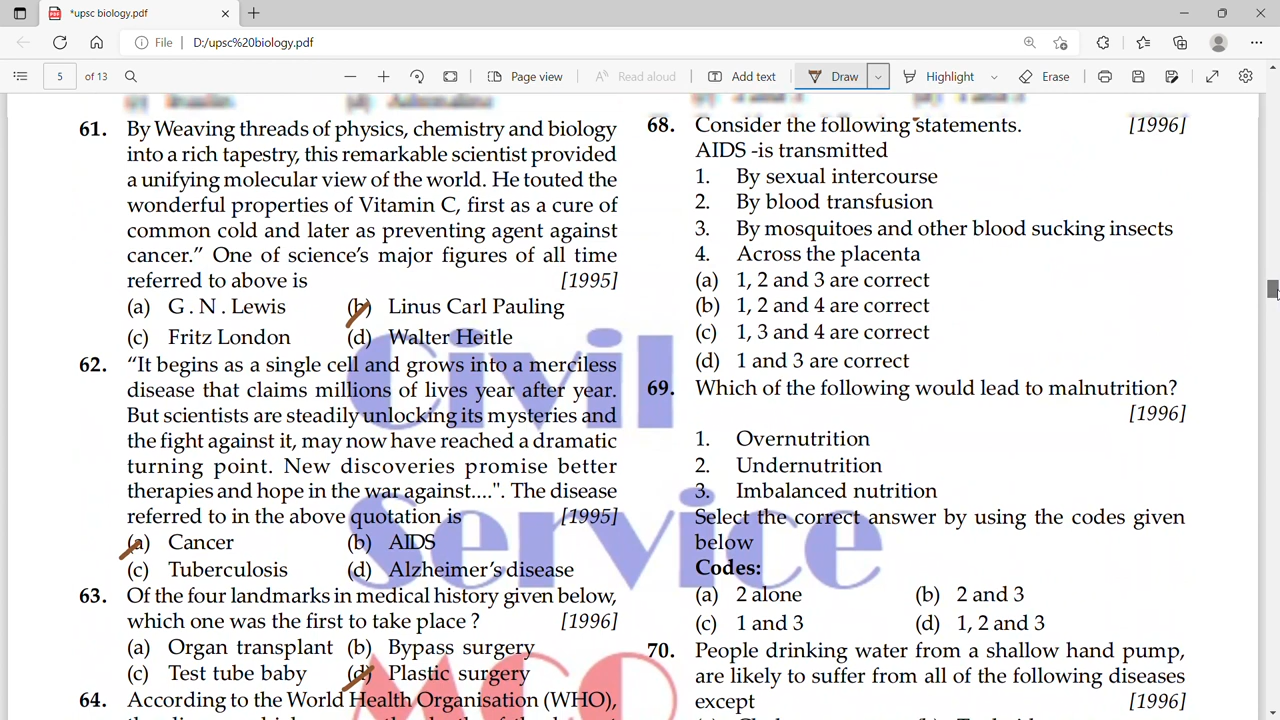 *upsc biology.pdf
File
D:/upsc%20biology.pdf
5 of 13
Page view
Read aloud
Add text
Draw
Highlight
Erase
61. By Weaving threads of physics, chemistry and biology
into a rich tapestry, this remarkable scientist provided
a unifying molecular view of the world. He touted the
wonderful properties of Vitamin C, first as a cure of
common cold and later as preventing agent against
cancer.” One of science’s major figures of all time
referred to above is [1995]
(a) G . N . Lewis (b) Linus Carl Pauling
(c) Fritz London (d) Walter Heitle
62. “It begins as a single cell and grows into a merciless
disease that claims millions of lives year after year.
But scientists are steadily unlocking its mysteries and
the fight against it, may now have reached a dramatic
turning point. New discoveries promise better
therapies and hope in the war against....". The disease
referred to in the above quotation is [1995]
(a) Cancer (b) AIDS
(c) Tuberculosis (d) Alzheimer’s disease
63. Of the four landmarks in medical history given below,
which one was the first to take place ? [1996]
(a) Organ transplant (b) Bypass surgery
(c) Test tube baby (d) Plastic surgery
64. According to the World Health Organisation (WHO),
68. Consider the following statements. [1996]
AIDS -is transmitted
1. By sexual intercourse
2. By blood transfusion
3. By mosquitoes and other blood sucking insects
4. Across the placenta
(a) 1, 2 and 3 are correct
(b) 1, 2 and 4 are correct
(c) 1, 3 and 4 are correct
(d) 1 and 3 are correct
69. Which of the following would lead to malnutrition?
[1996]
1. Overnutrition
2. Undernutrition
3. Imbalanced nutrition
Select the correct answer by using the codes given
below
Codes:
(a) 2 alone (b) 2 and 3
(c) 1 and 3 (d) 1, 2 and 3
70. People drinking water from a shallow hand pump,
are likely to suffer from all of the following diseases
except [1996]
Civil
Service
MCQ